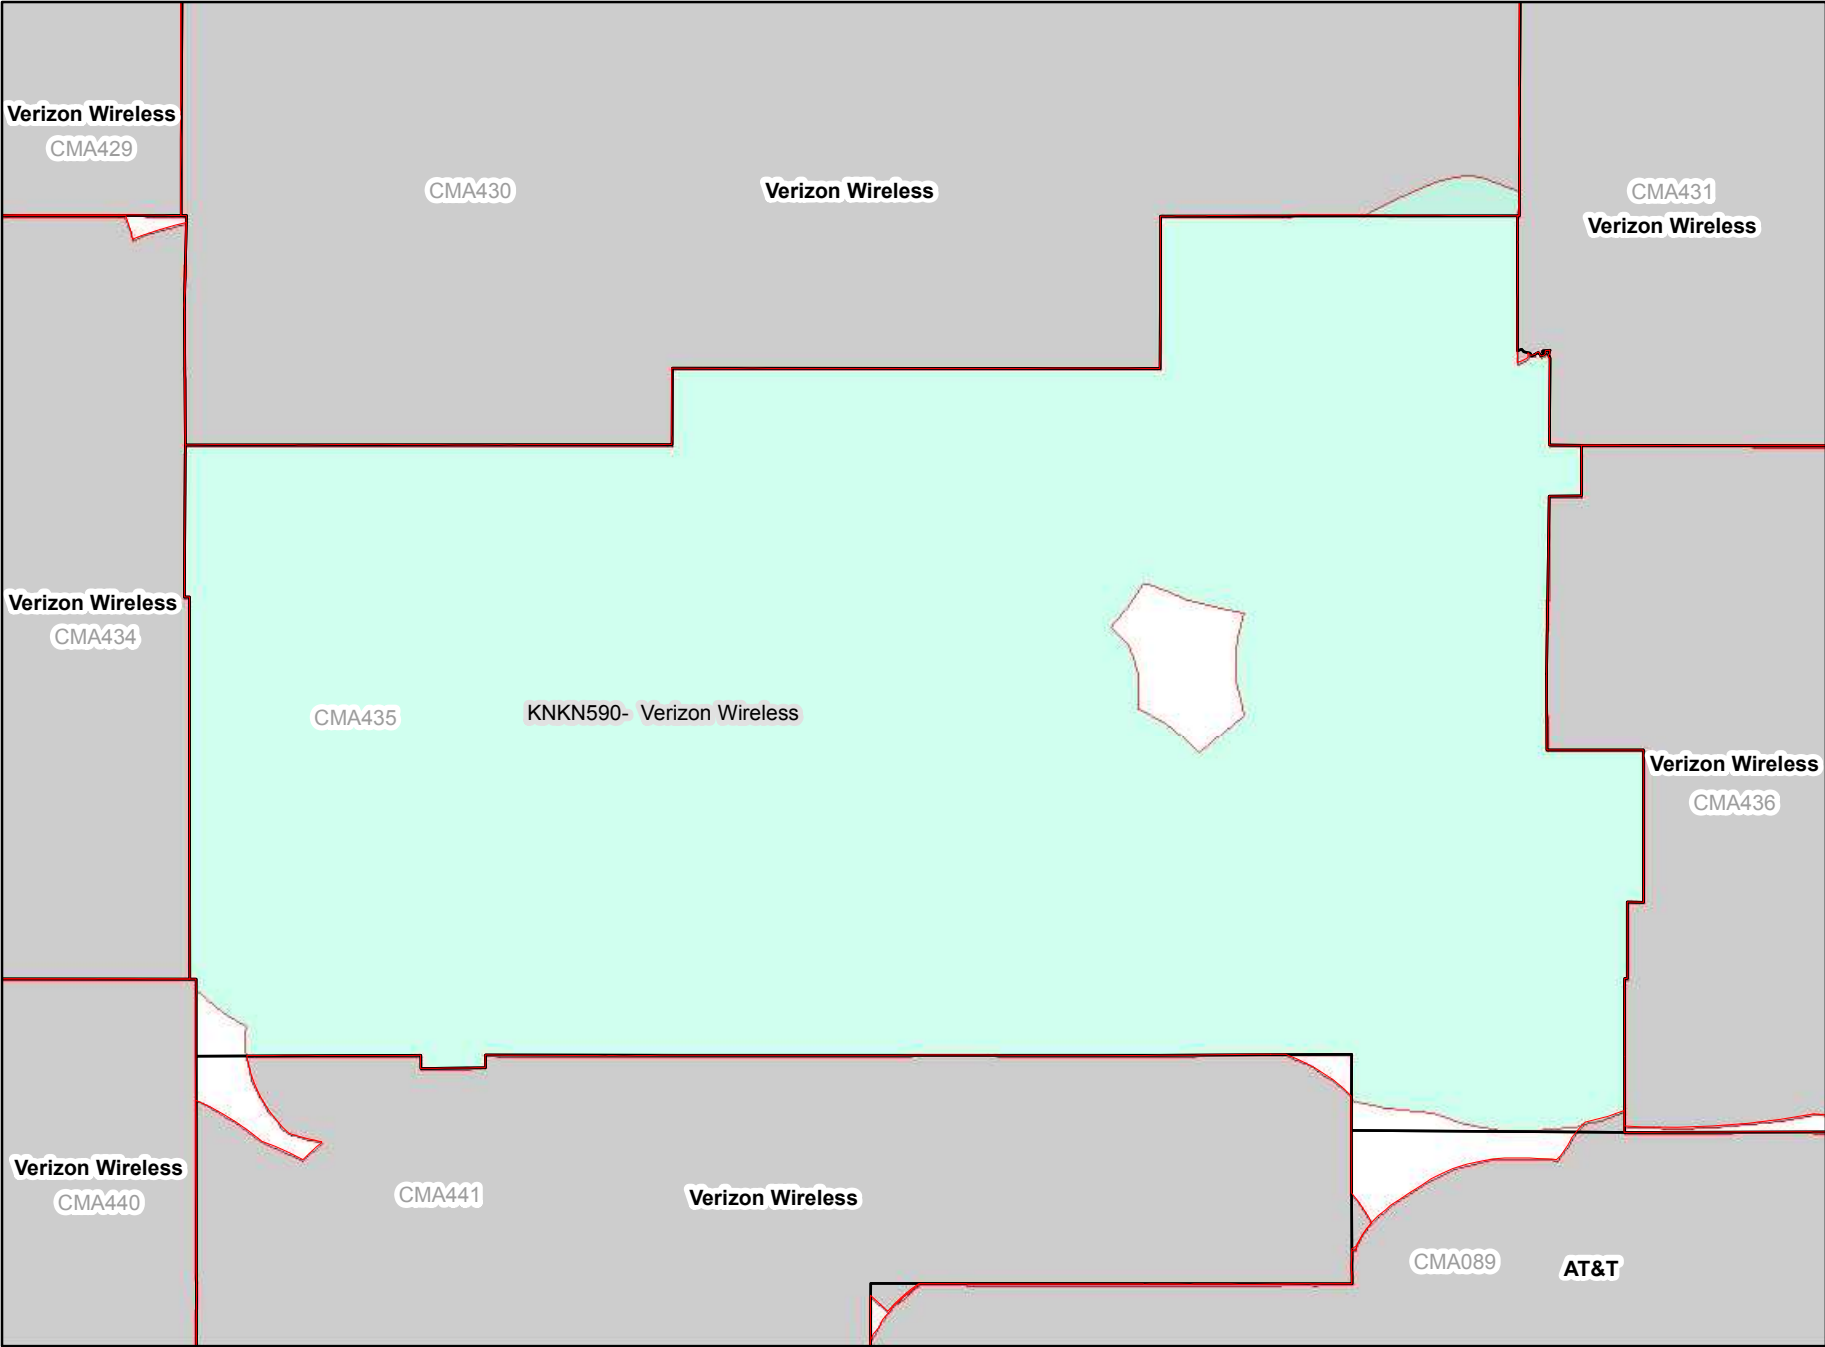 Verizon Wireless
CMA429
CMA430
Verizon Wireless
CMA431
Verizon Wireless
Verizon Wireless
CMA434
CMA435
KNKN590- Verizon Wireless
Verizon Wireless
CMA436
Verizon Wireless
CMA440
CMA441
Verizon Wireless
CMA089
AT&T